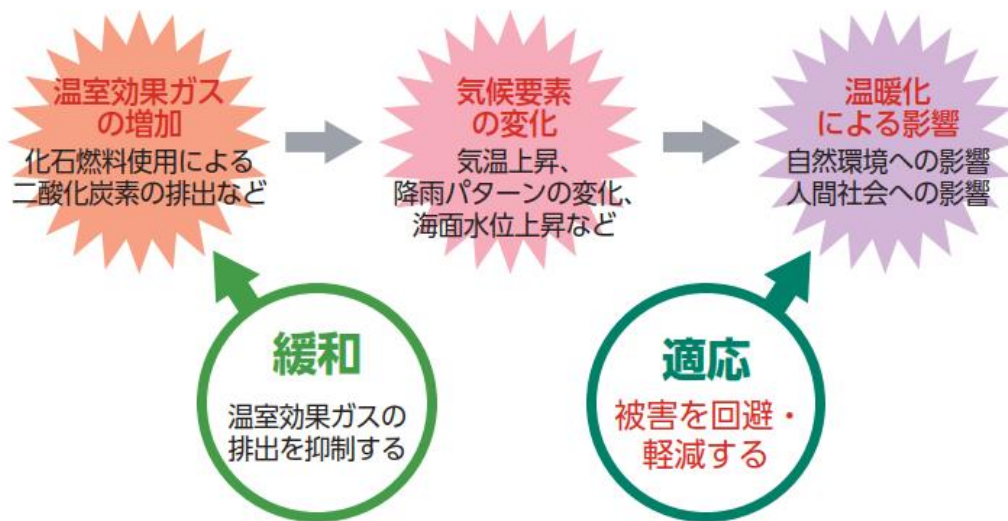 温室効果ガス
の増加
化石燃料使用による
二酸化炭素の排出など
気候要素
の変化
気温上昇、
降雨パターンの変化、
海面水位上昇など
温暖化
による影響
自然環境への影響
人間社会への影響
緩和
温室効果ガスの
排出を抑制する
適応
被害を回避・
軽減する